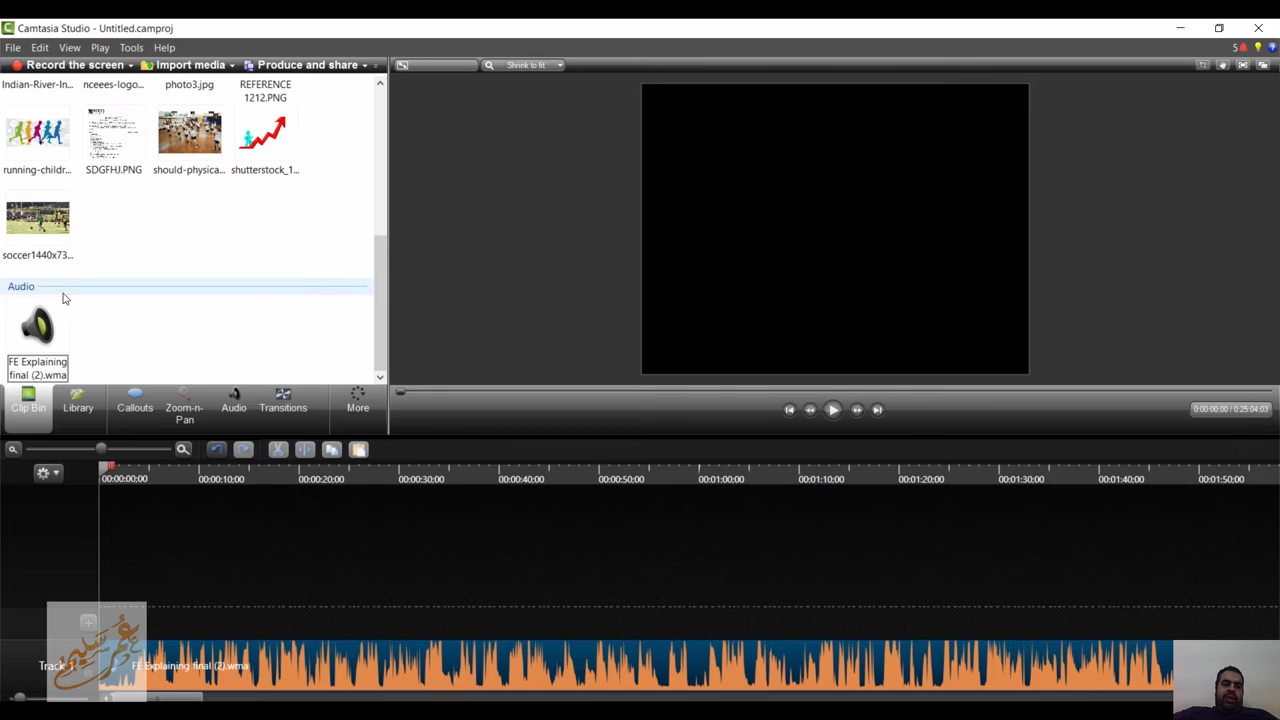 Camtasia Studio - Untitled.camproj
File Edit View Play Tools Help
5
Record the screen Import media Produce and share
Shrink to fit
Indian-River-In... nceees-logo... photo3.jpg REFERENCE
1212.PNG
running-childr... SDGFHJ.PNG should-physica... shutterstock_1...
soccer1440x73...
Audio
FE Explaining
final (2).wma
Clip Bin Library Callouts Zoom-n-
Pan Audio Transitions More
0:00:00;00 / 0:25:04;03
00:00:00;00 00:00:10;00 00:00:20;00 00:00:30;00 00:00:40;00 00:00:50;00 00:01:00;00 00:01:10;00 00:01:20;00 00:01:30;00 00:01:40;00 00:01:50;00
Track 1 FE Explaining final (2).wma